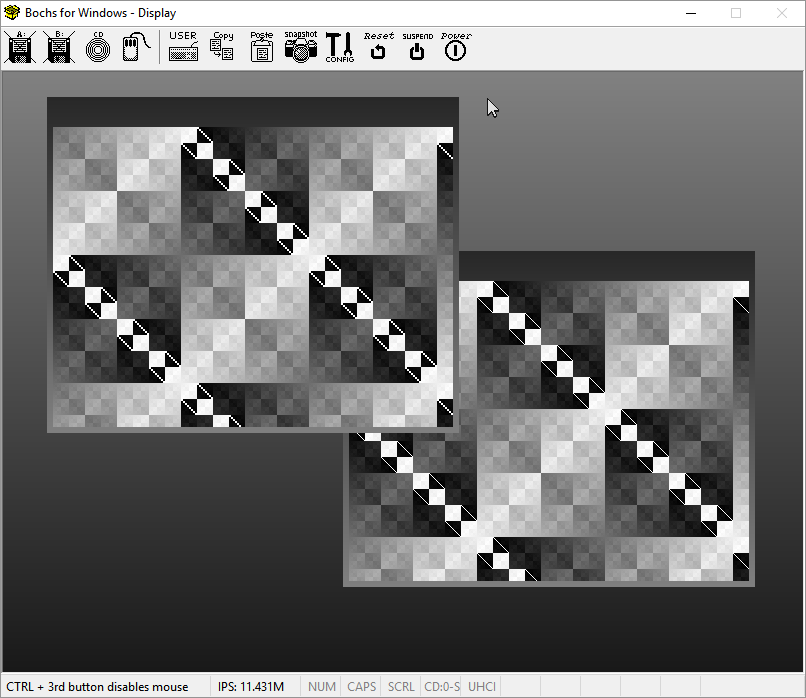 Bochs for Windows - Display
A: B: CD USER Copy Poste Snapshot CONFIG Reset SUSPEND Power
CTRL + 3rd button disables mouse IPS: 11.431M NUM CAPS SCRL CD:0-S UHCI